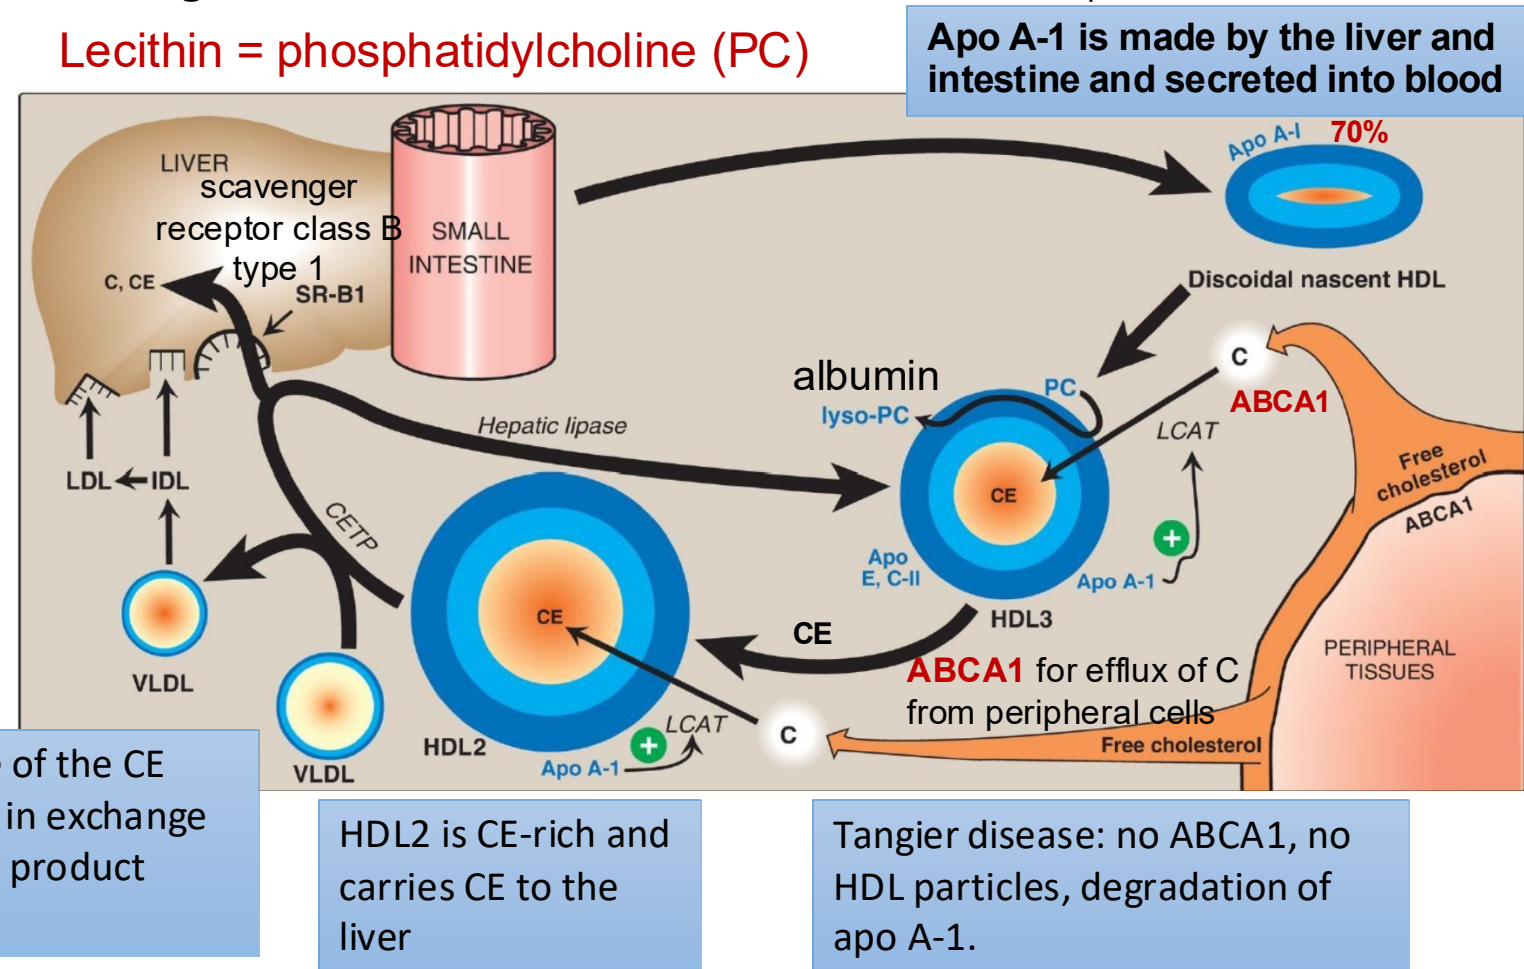 Lecithin = phosphatidylcholine (PC)
Apo A-1 is made by the liver and
intestine and secreted into blood
Apo A-I
70%
LIVER
scavenger
receptor class B
type 1
SR-B1
C, CE
SMALL
INTESTINE
Discoidal nascent HDL
C
ABCA1
albumin
lyso-PC
PC
LCAT
Hepatic lipase
Free
cholesterol
ABCA1
LDL
IDL
CETP
CE
Apo
E, C-II
Apo A-1
+
HDL3
CE
CE
ABCA1 for efflux of C
from peripheral cells
PERIPHERAL
TISSUES
VLDL
VLDL
HDL2
Apo A-1
+
LCAT
C
Free cholesterol
of the CE
in exchange
product
HDL2 is CE-rich and
carries CE to the
liver
Tangier disease: no ABCA1, no
HDL particles, degradation of
apo A-1.